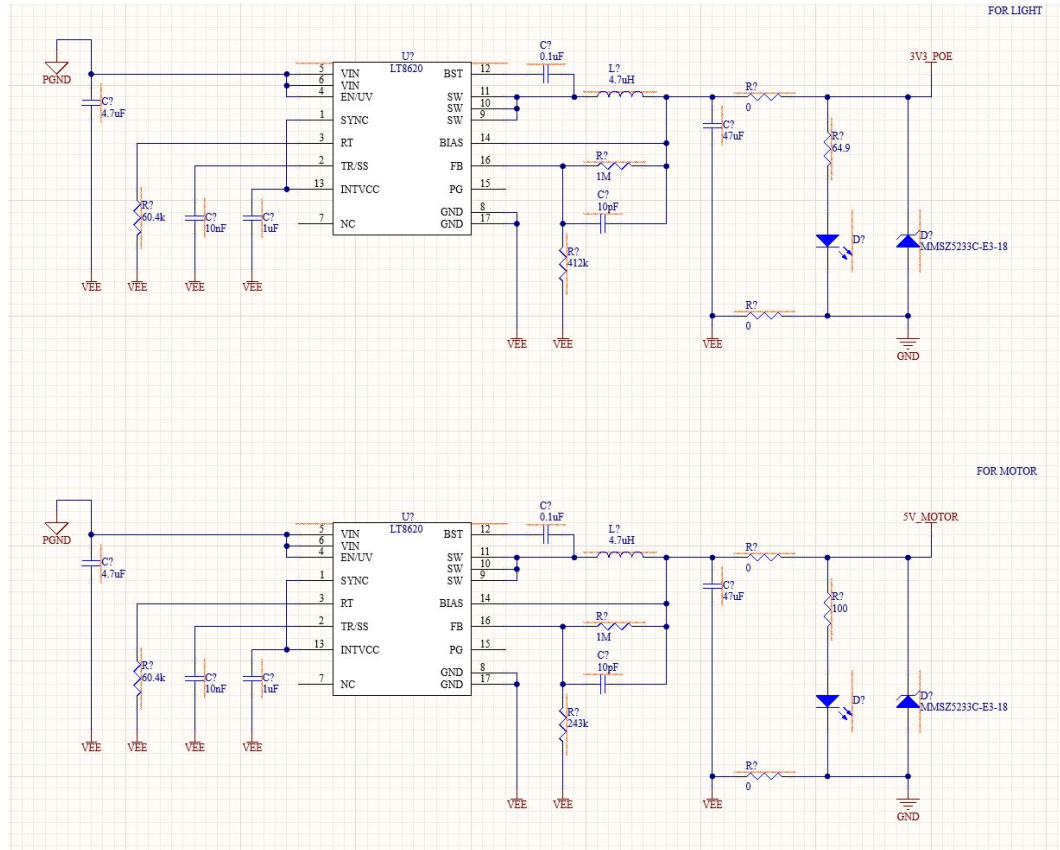 FOR LIGHT
PGND
C?
4.7uF
R?
60.4k
C?
10nF
C?
1uF
VEE
VEE
VEE
VEE
U?
LT8620
5 VIN
6 VIN
4 EN/UV
1 SYNC
3 RT
2 TR/SS
13 INTVCC
7 NC
BST 12
SW 11
SW 10
SW 9
BIAS 14
FB 16
PG 15
GND 8
GND 17
C?
0.1uF
L?
4.7uH
R?
1M
C?
10pF
R?
412k
VEE
VEE
C?
47uF
R?
0
3V3_POE
R?
64.9
D?
D?
MMSZ5233C-E3-18
R?
0
VEE
GND
FOR MOTOR
PGND
C?
4.7uF
R?
60.4k
C?
10nF
C?
1uF
VEE
VEE
VEE
VEE
U?
LT8620
5 VIN
6 VIN
4 EN/UV
1 SYNC
3 RT
2 TR/SS
13 INTVCC
7 NC
BST 12
SW 11
SW 10
SW 9
BIAS 14
FB 16
PG 15
GND 8
GND 17
C?
0.1uF
L?
4.7uH
R?
1M
C?
10pF
R?
243k
VEE
VEE
C?
47uF
R?
0
5V_MOTOR
R?
100
D?
D?
MMSZ5233C-E3-18
R?
0
VEE
GND